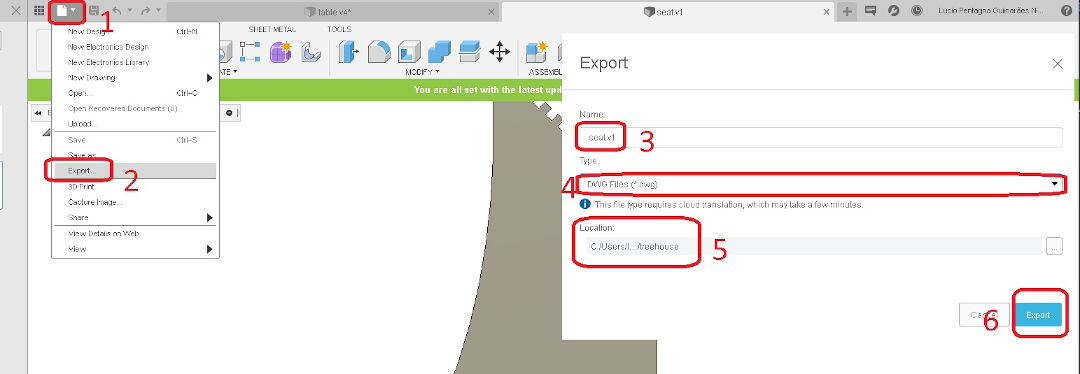 table v4*
seat v1
Lucio Pentagna Guimarães N...
1
New Design Ctrl+N
New Electronics Design
New Electronics Library
New Drawing
Open... Ctrl+O
Open Recovered Documents (0)
Upload...
Save Ctrl+S
Save as
Export...
2
3D Print
Capture Image...
Share
View Details on Web
View
SHEET METAL
TOOLS
MODIFY
ASSEMBL
You are all set with the latest upd
Export
Name:
seat v1
3
Type:
4
DWG Files (*.dwg)
This file type requires cloud translation, which may take a few minutes.
Location:
C:/Users/l.../treehouse
5
...
6
Cancel
Export